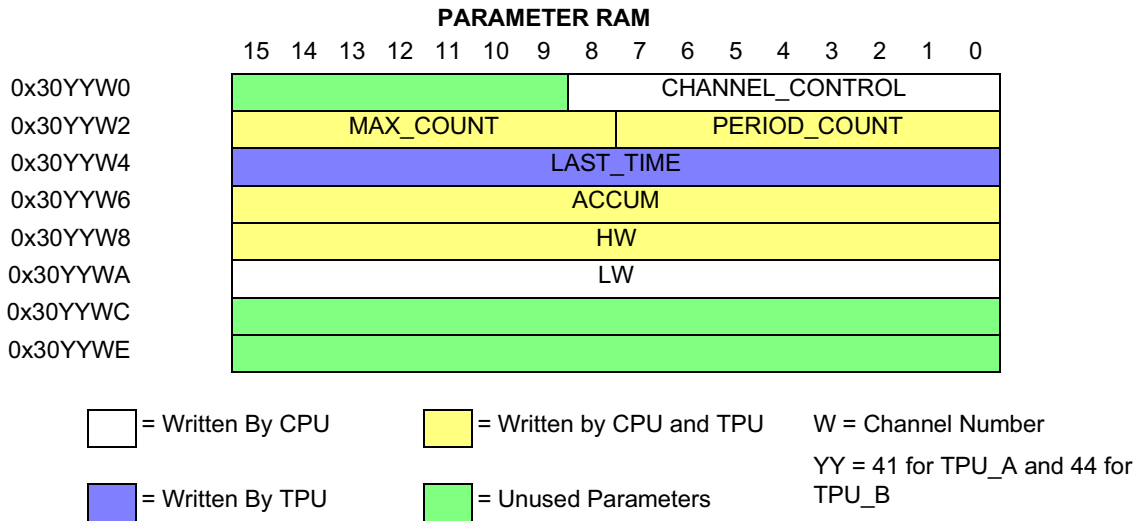 PARAMETER RAM
15 14 13 12 11 10 9 8 7 6 5 4 3 2 1 0
0x30YYW0 CHANNEL_CONTROL
0x30YYW2 MAX_COUNT PERIOD_COUNT
0x30YYW4 LAST_TIME
0x30YYW6 ACCUM
0x30YYW8 HW
0x30YYWA LW
0x30YYWC
0x30YYWE
= Written By CPU = Written by CPU and TPU W = Channel Number
YY = 41 for TPU_A and 44 for
= Written By TPU = Unused Parameters TPU_B